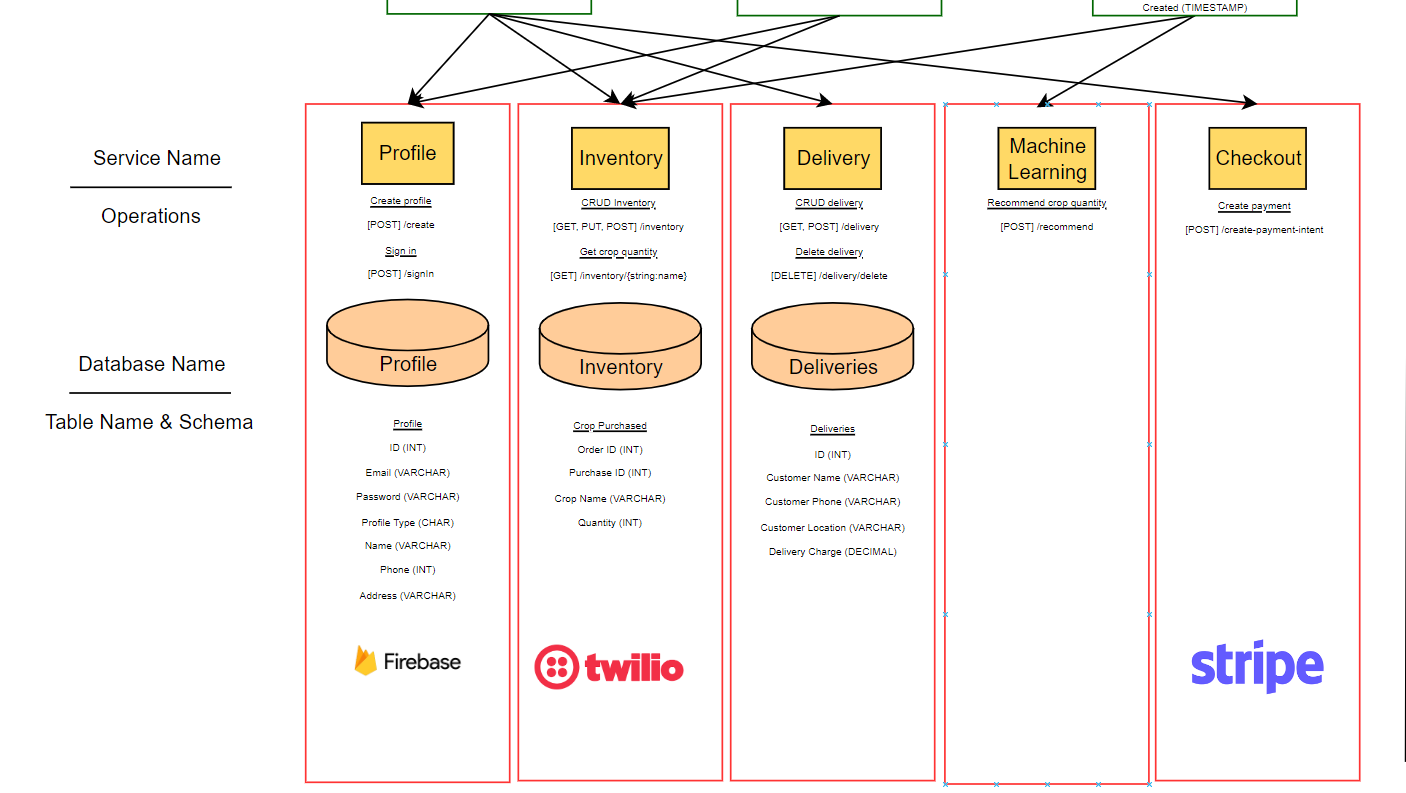 Created (TIMESTAMP)
Service Name
Operations
Database Name
Table Name & Schema
Profile
Create profile
[POST] /create
Sign in
[POST] /signIn
Profile
Profile
ID (INT)
Email (VARCHAR)
Password (VARCHAR)
Profile Type (CHAR)
Name (VARCHAR)
Phone (INT)
Address (VARCHAR)
Firebase
Inventory
CRUD Inventory
[GET, PUT, POST] /inventory
Get crop quantity
[GET] /inventory/{string:name}
Inventory
Crop Purchased
Order ID (INT)
Purchase ID (INT)
Crop Name (VARCHAR)
Quantity (INT)
twilio
Delivery
CRUD delivery
[GET, POST] /delivery
Delete delivery
[DELETE] /delivery/delete
Deliveries
Deliveries
ID (INT)
Customer Name (VARCHAR)
Customer Phone (VARCHAR)
Customer Location (VARCHAR)
Delivery Charge (DECIMAL)
Machine
Learning
Recommend crop quantity
[POST] /recommend
Checkout
Create payment
[POST] /create-payment-intent
stripe